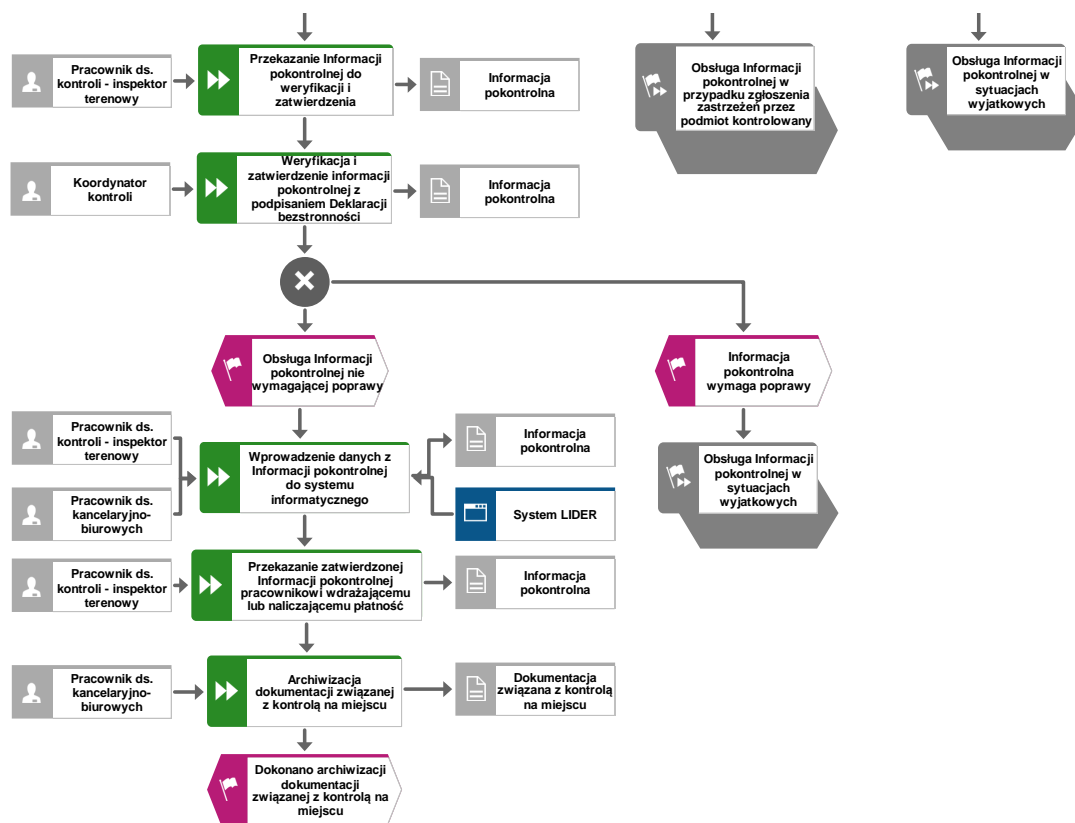 Pracownik ds.
kontroli - inspektor
terenowy
Przekazanie Informacji
pokontrolnej do
weryfikacji i
zatwierdzenia
Informacja
pokontrolna
Obsługa Informacji
pokontrolnej w
przypadku zgłoszenia
zastrzeżeń przez
podmiot kontrolowany
Obsługa Informacji
pokontrolnej w
sytuacjach
wyjatkowych
Koordynator
kontroli
Weryfikacja i
zatwierdzenie informacji
pokontrolnej z
podpisaniem Deklaracji
bezstronności
Informacja
pokontrolna
Obsługa Informacji
pokontrolnej nie
wymagającej poprawy
Informacja
pokontrolna
wymaga poprawy
Pracownik ds.
kontroli - inspektor
terenowy
Pracownik ds.
kancelaryjno-
biurowych
Wprowadzenie danych z
Informacji pokontrolnej
do systemu
informatycznego
Informacja
pokontrolna
System LIDER
Obsługa Informacji
pokontrolnej w
sytuacjach
wyjatkowych
Pracownik ds.
kontroli - inspektor
terenowy
Przekazanie zatwierdzonej
Informacji pokontrolnej
pracownikowi wdrażającemu
lub naliczającemu płatność
Informacja
pokontrolna
Pracownik ds.
kancelaryjno-
biurowych
Archiwizacja
dokumentacji związanej
z kontrolą na miejscu
Dokumentacja
związana z kontrolą
na miejscu
Dokonano archiwizacji
dokumentacji
związanej z kontrolą na
miejscu